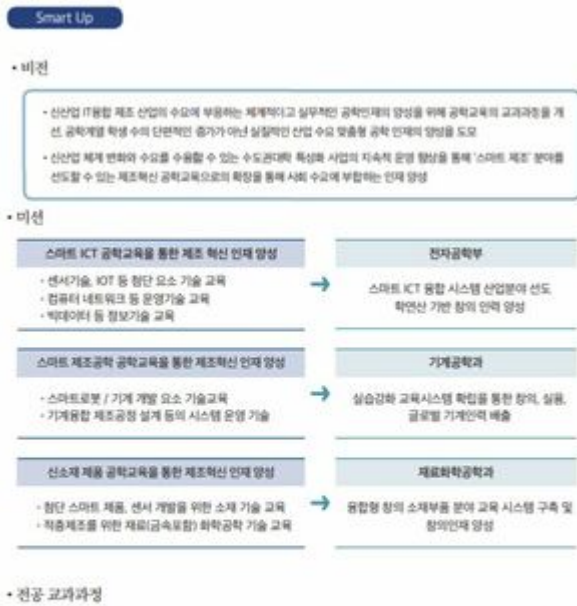 Smart Up
• 비전
- 신산업 IT융합 제조 산업의 수요에 부응하는 체계적이고 실무적인 공학인재의 양성을 위해 공학교육의 교과과정을 개
선, 공학계열 학생 수의 단편적인 증가가 아닌 실질적인 산업 수요 맞춤형 공학 인재의 양성을 도모
- 신산업 체계 변화와 수요를 수용할 수 있는 수도권대학 특성화 사업의 지속적 운영 향상을 통해 '스마트 제조' 분야를
선도할 수 있는 제조혁신 공학교육으로의 확장을 통해 사회 수요에 부합하는 인재 양성
• 미션
스마트 ICT 공학교육을 통한 제조 혁신 인재 양성
- 센서기술, IOT 등 첨단 요소 기술 교육
- 컴퓨터 네트워크 등 운영기술 교육
- 빅데이터 등 정보기술 교육
전자공학부
스마트 ICT 융합 시스템 산업분야 선도
학연산 기반 창의 인력 양성
스마트 제조공학 공학교육을 통한 제조혁신 인재 양성
- 스마트로봇 / 기계 개발 요소 기술교육
- 기계융합 제조공정 설계 등의 시스템 운영 기술
기계공학과
실습강화 교육시스템 확립을 통한 창의, 실용,
글로벌 기계인력 배출
신소재 제품 공학교육을 통한 제조혁신 인재 양성
- 첨단 스마트 제품, 센서 개발을 위한 소재 기술 교육
- 적층제조를 위한 재료(금속포함) 화학공학 기술 교육
재료화학공학과
융합형 창의 소재부품 분야 교육 시스템 구축 및
창의인재 양성
• 전공 교과과정